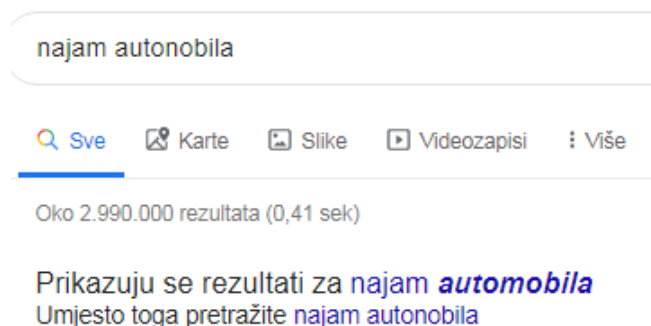 najam autonobila
Sve Karte Slike Videozapisi Više
Oko 2.990.000 rezultata (0,41 sek)
Prikazuju se rezultati za najam automobila
Umjesto toga pretražite najam autonobila